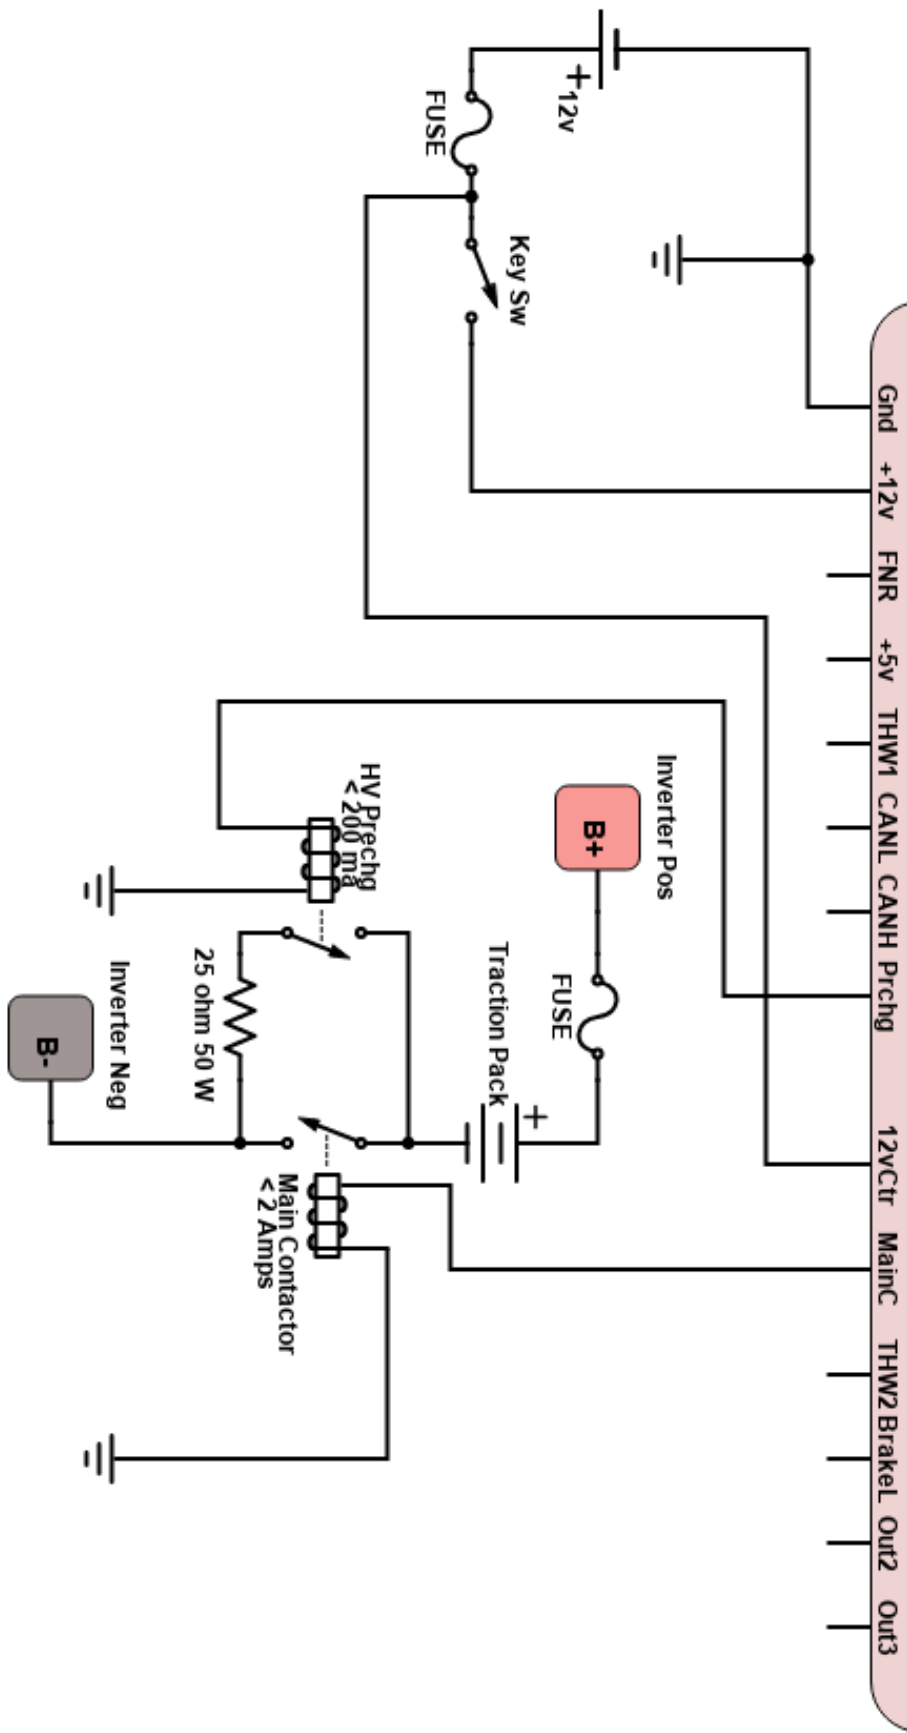 Gnd
+12v
FNR
+5v
THW1
CANL
CANH
Prchg
12vCtr
MainC
THW2
BrakeL
Out2
Out3
+
12v
FUSE
Key Sw
Inverter Pos
B+
FUSE
+
Traction Pack
HV Prechg
< 200 ma
25 ohm 50 W
Main Contactor
< 2 Amps
Inverter Neg
B-